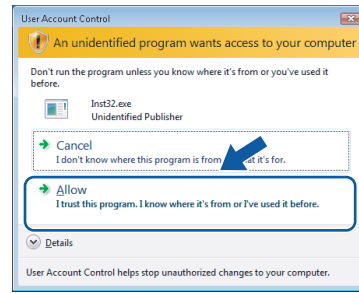 User Account Control
An unidentified program wants access to your computer
Don't run the program unless you know where it's from or you've used it
before.
Inst32.exe
Unidentified Publisher
Cancel
I don't know where this program is from at it's for.
Allow
I trust this program. I know where it's from or I've used it before.
Details
User Account Control helps stop unauthorized changes to your computer.